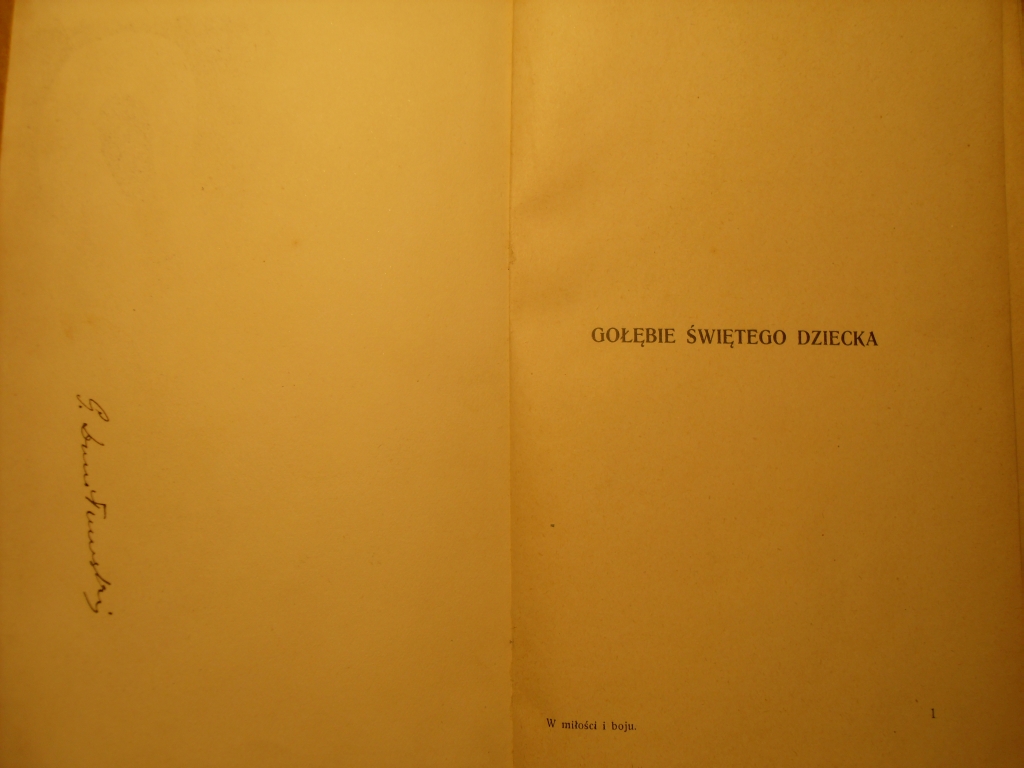 GOŁĘBIE ŚWIĘTEGO DZIECKA
W miłości i boju.
1